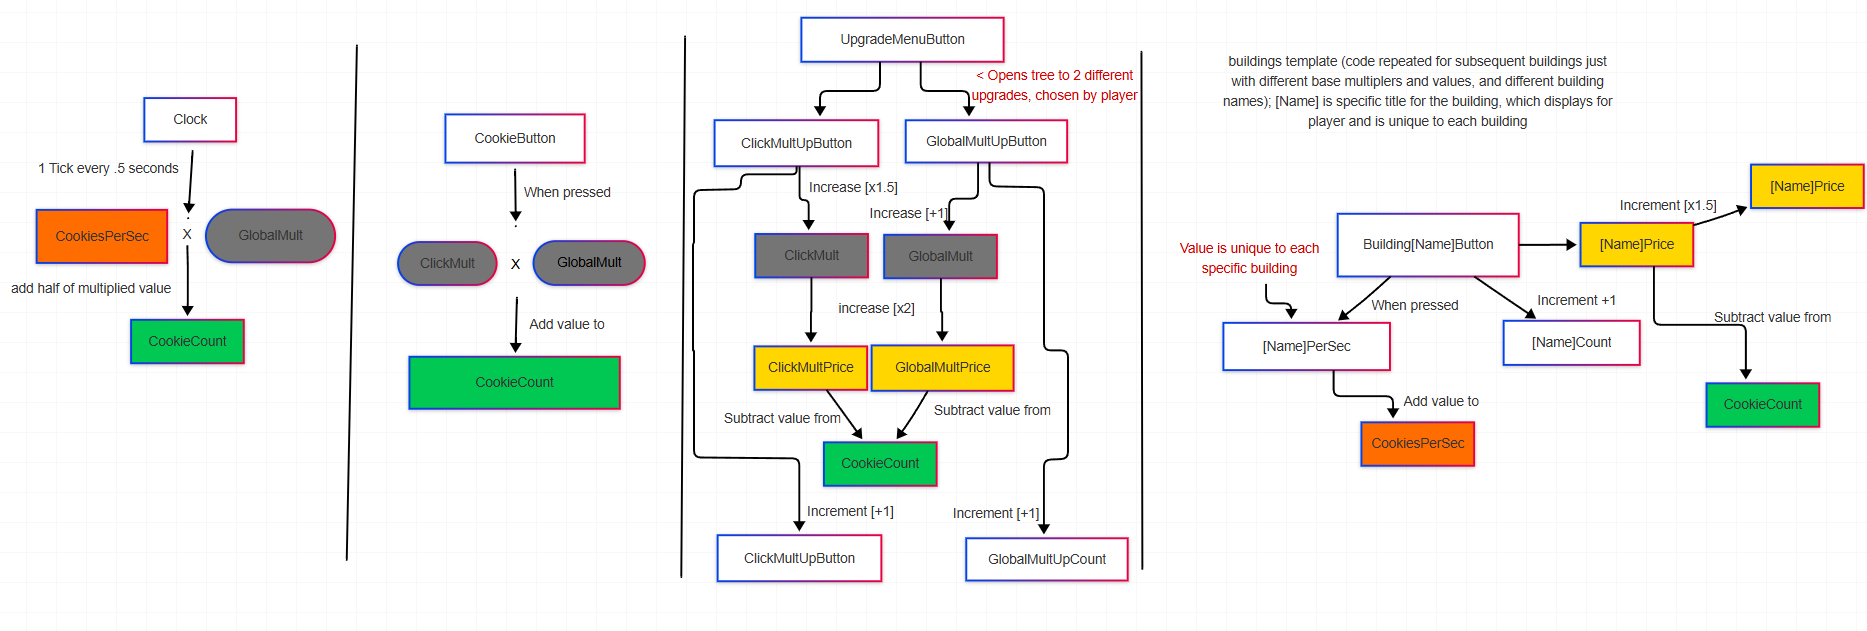 Clock
1 Tick every .5 seconds
CookiesPerSec
X
GlobalMult
add half of multiplied value
CookieCount
CookieButton
When pressed
ClickMult
X
GlobalMult
Add value to
CookieCount
UpgradeMenuButton
< Opens tree to 2 different
upgrades, chosen by player
ClickMultUpButton
GlobalMultUpButton
Increase [x1.5]
Increase [+1]
ClickMult
GlobalMult
increase [x2]
ClickMultPrice
GlobalMultPrice
Subtract value from
Subtract value from
CookieCount
Increment [+1]
Increment [+1]
ClickMultUpButton
GlobalMultUpCount
buildings template (code repeated for subsequent buildings just
with different base multiplers and values, and different building
names); [Name] is specific title for the building, which displays for
player and is unique to each building
[Name]Price
Increment [x1.5]
Building[Name]Button
[Name]Price
Value is unique to each
specific building
When pressed
Increment +1
Subtract value from
[Name]PerSec
[Name]Count
Add value to
CookieCount
CookiesPerSec